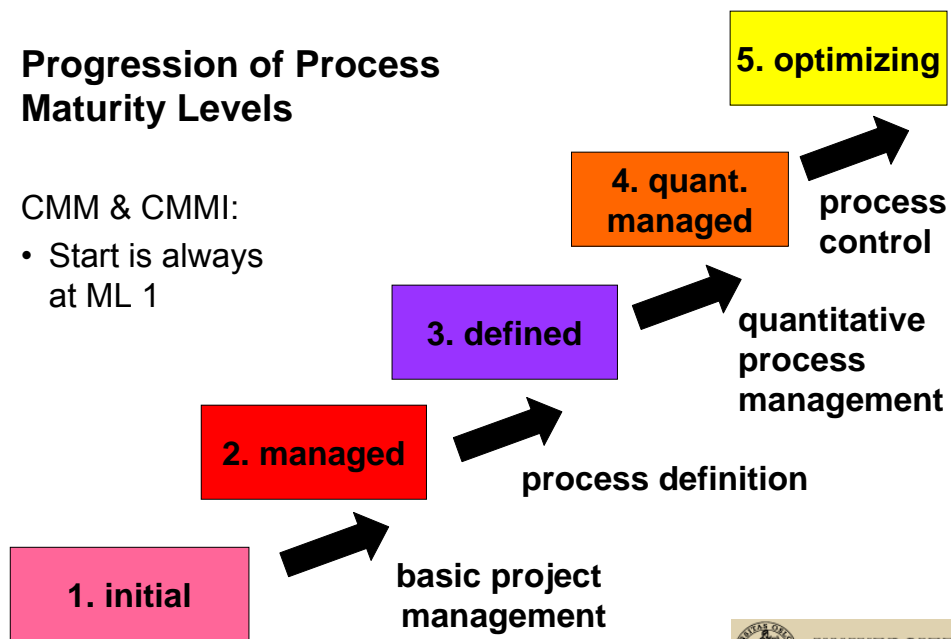 Progression of Process
Maturity Levels
CMM & CMMI:
• Start is always
at ML 1
5. optimizing
process
control
4. quant.
managed
quantitative
process
management
3. defined
process definition
2. managed
basic project
management
1. initial